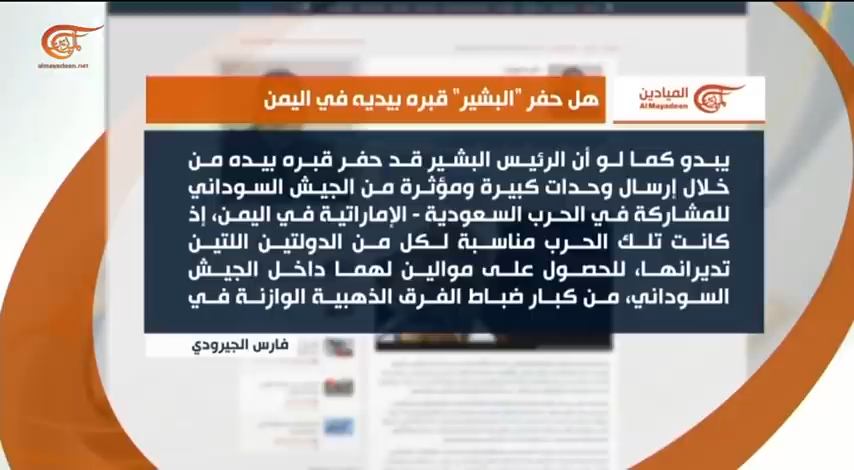 almayadeen.net
الميادين
Al Mayadeen
هل حفر "البشير" قبره بيديه في اليمن
يبدو كما لو أن الرئيس البشير قد حفر قبره بيده من
خلال إرسال وحدات كبيرة ومؤثرة من الجيش السوداني
للمشاركة في الحرب السعودية - الإماراتية في اليمن، إذ
كانت تلك الحرب مناسبة لكل من الدولتين اللتين
تديرانها، للحصول على موالين لهما داخل الجيش
السوداني، من كبار ضباط الفرق الذهبية الوازنة في
فارس الجيرودي